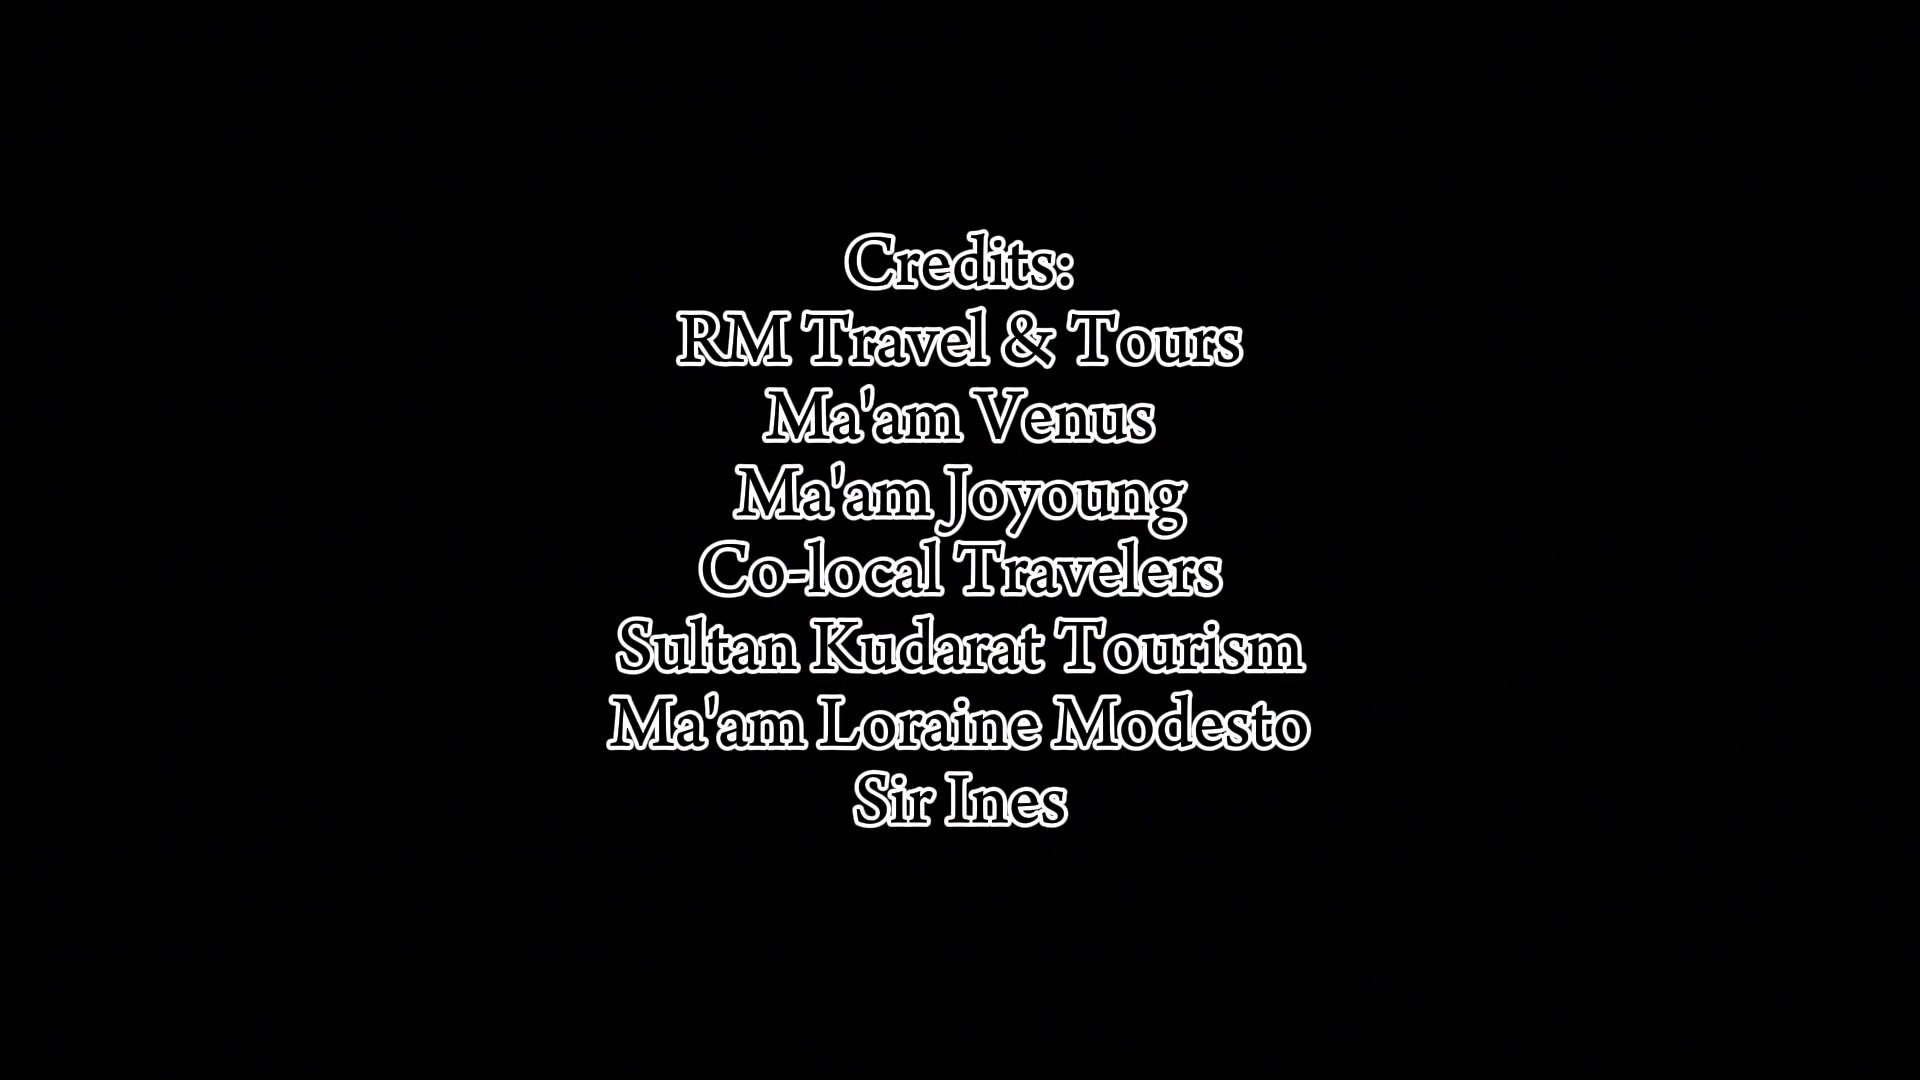 Credits:
RM Travel & Tours
Ma'am Venus
Ma'am Joyoung
Co-local Travelers
Sultan Kudarat Tourism
Ma'am Loraine Modesto
Sir Ines